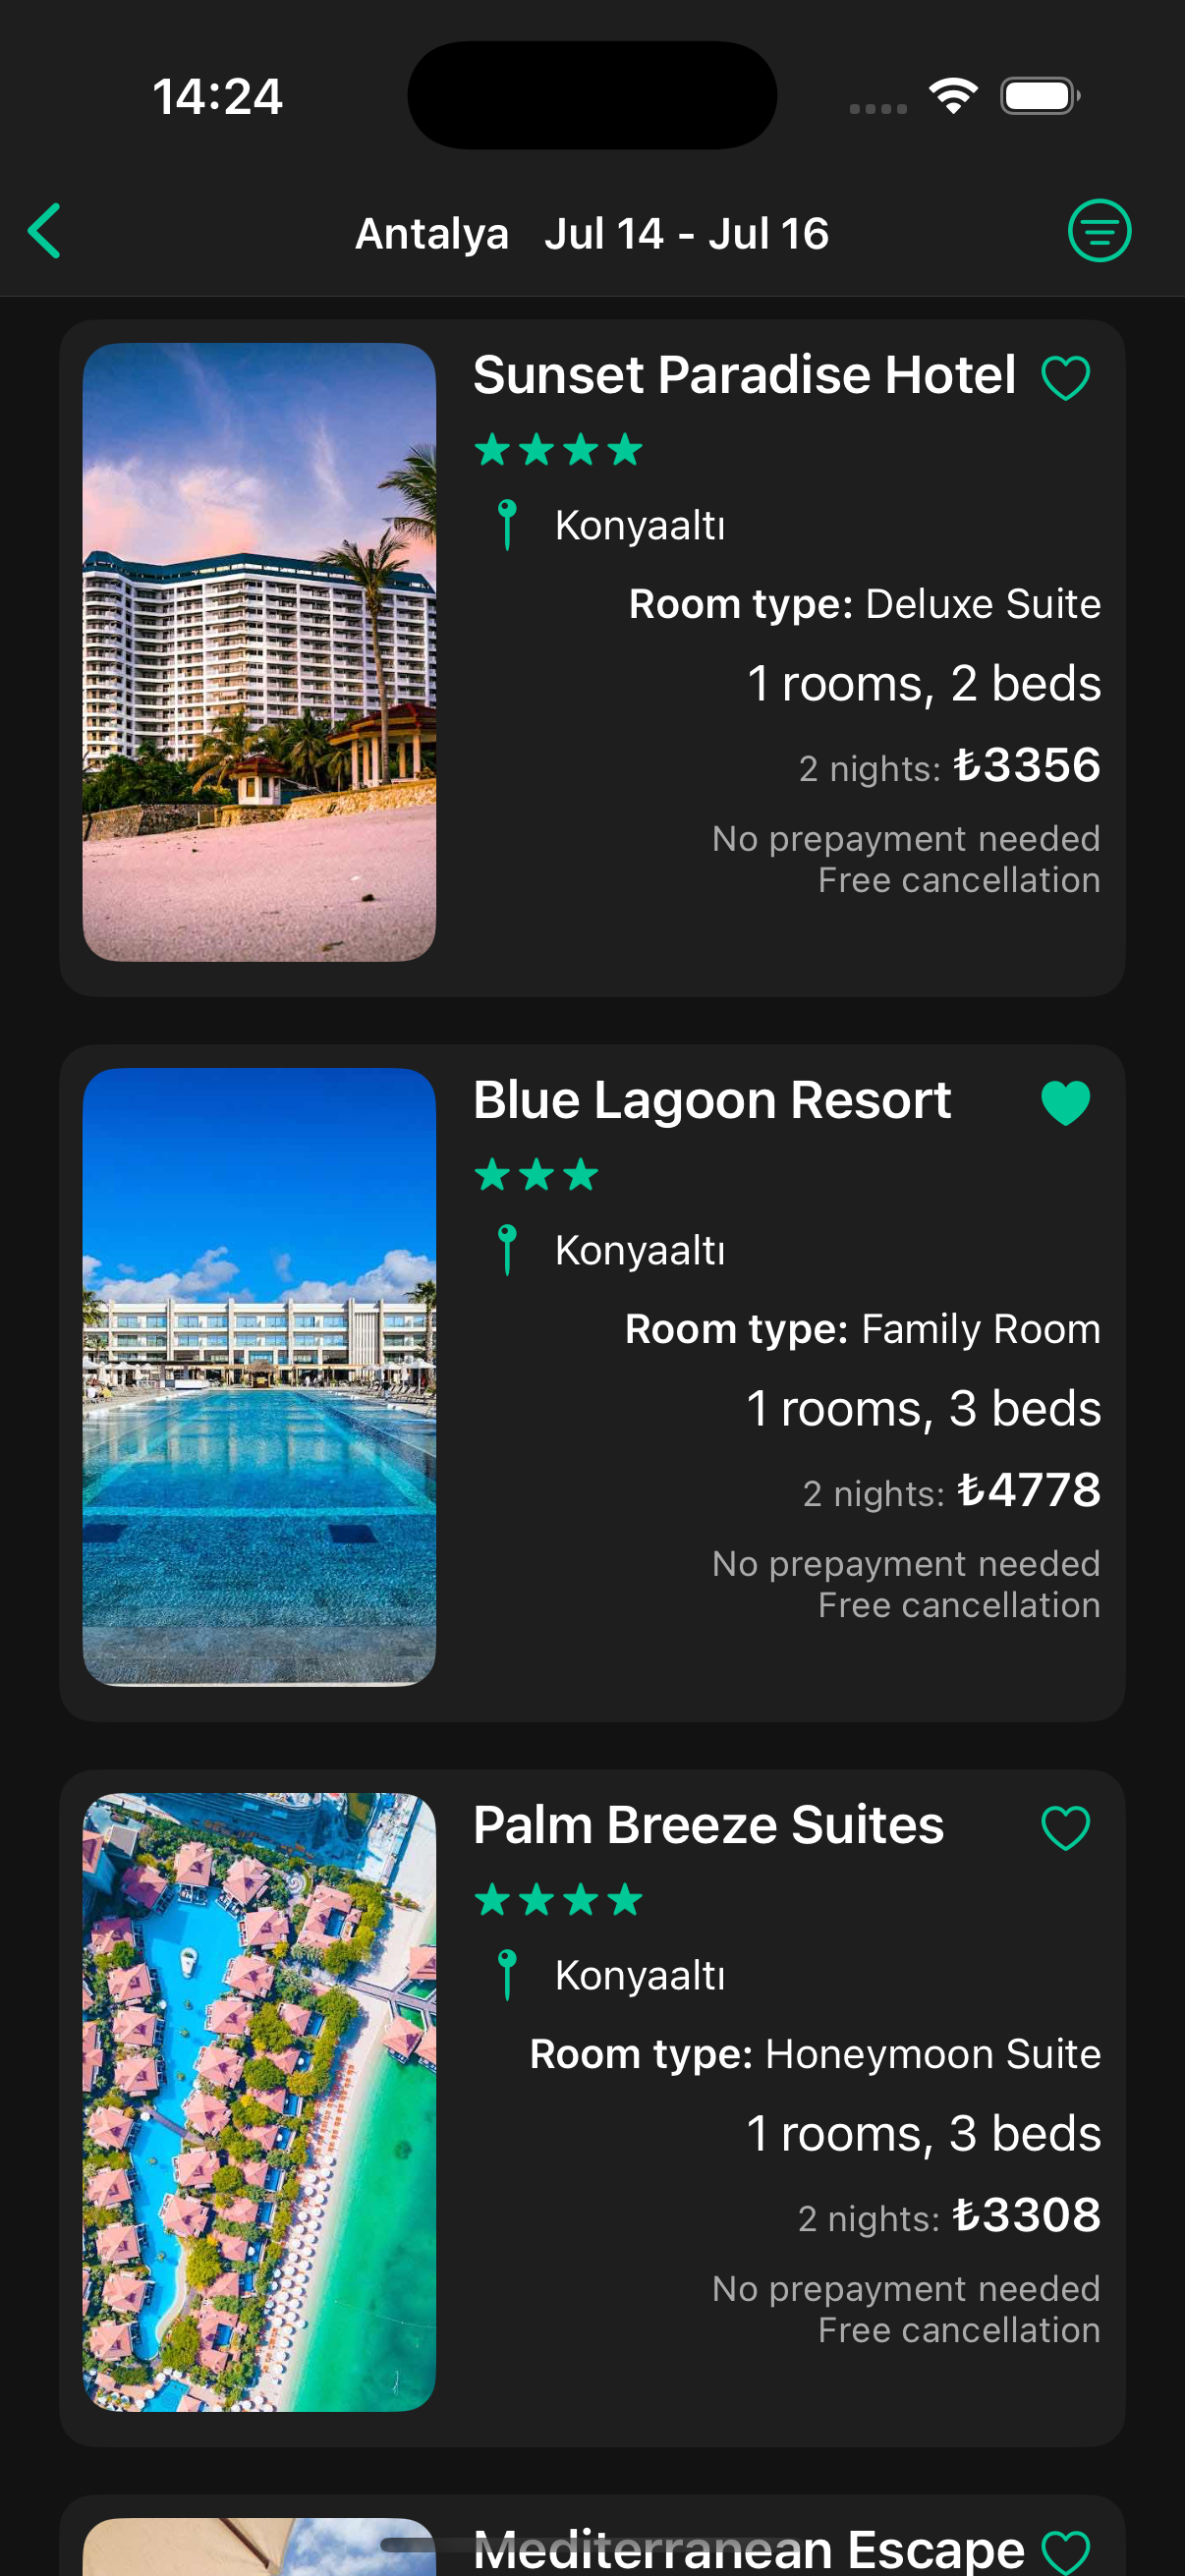 14:24
Antalya Jul 14 - Jul 16
Sunset Paradise Hotel
Konyaaltı
Room type: Deluxe Suite
1 rooms, 2 beds
2 nights: ₺3356
No prepayment needed
Free cancellation
Blue Lagoon Resort
Konyaaltı
Room type: Family Room
1 rooms, 3 beds
2 nights: ₺4778
No prepayment needed
Free cancellation
Palm Breeze Suites
Konyaaltı
Room type: Honeymoon Suite
1 rooms, 3 beds
2 nights: ₺3308
No prepayment needed
Free cancellation
Mediterranean Escape